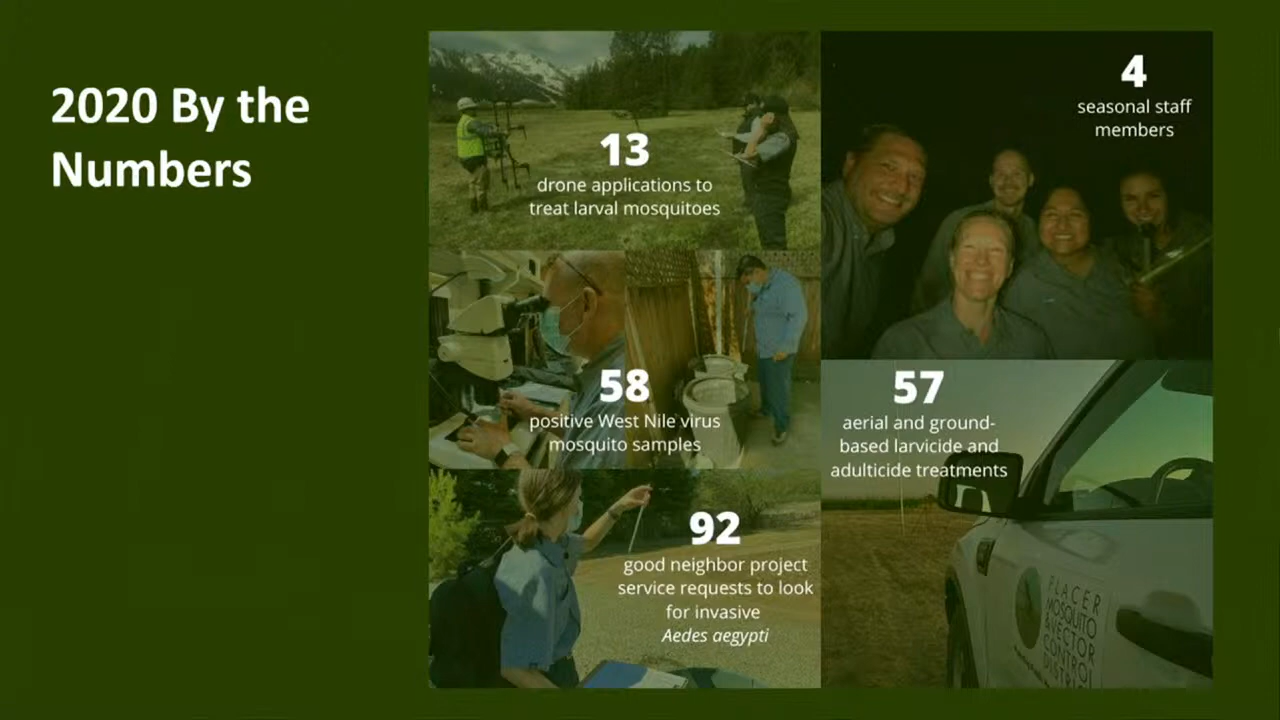 2020 By the
Numbers
13
drone applications to
treat larval mosquitoes
4
seasonal staff
members
58
positive West Nile virus
mosquito samples
57
aerial and ground-
based larvicide and
adulticide treatments
92
good neighbor project
service requests to look
for invasive
Aedes aegypti
PLACER
MOSQUITO
&VECTOR
CONTROL
DISTRICT